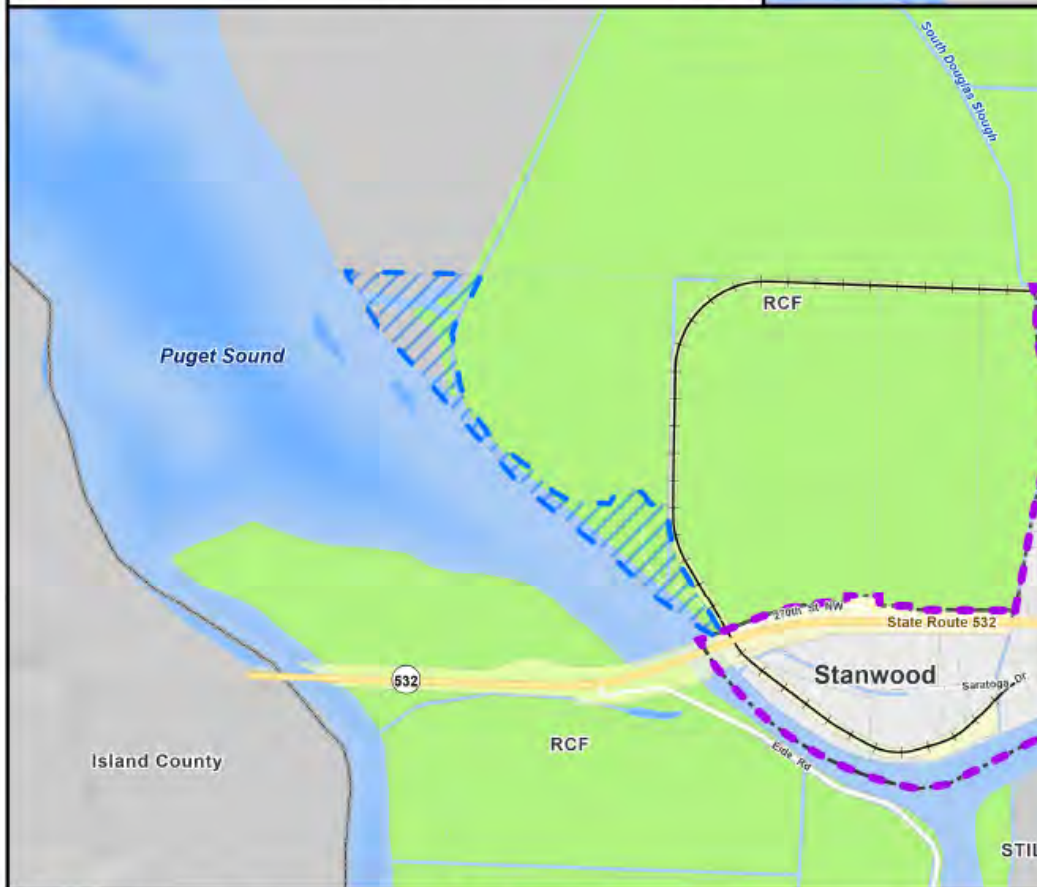 South Douglas Slough
RCF
Puget Sound
270th St NW
State Route 532
Stanwood
Saratoga Dr
532
RCF
Eide Rd
Island County
STIL